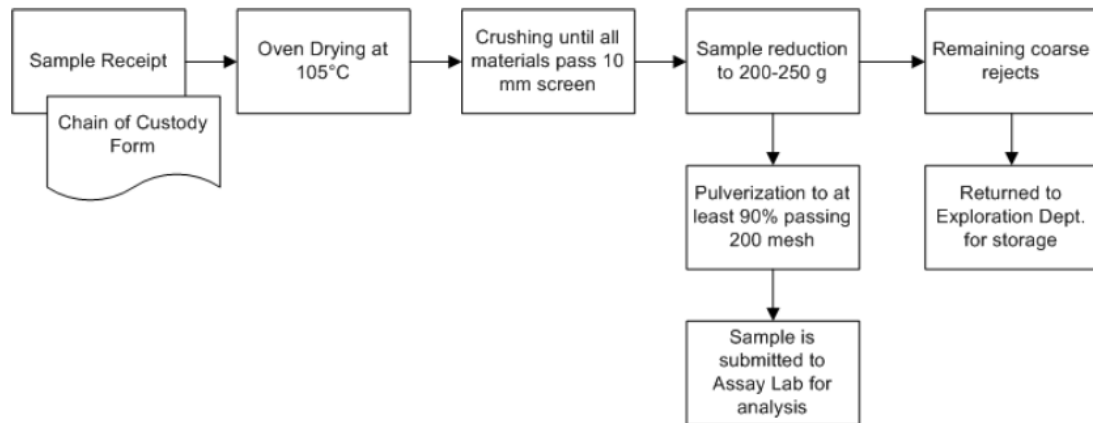 Sample Receipt
Chain of Custody
Form
Oven Drying at
105°C
Crushing until all
materials pass 10
mm screen
Sample reduction
to 200-250 g
Remaining coarse
rejects
Pulverization to at
least 90% passing
200 mesh
Returned to
Exploration Dept.
for storage
Sample is
submitted to
Assay Lab for
analysis